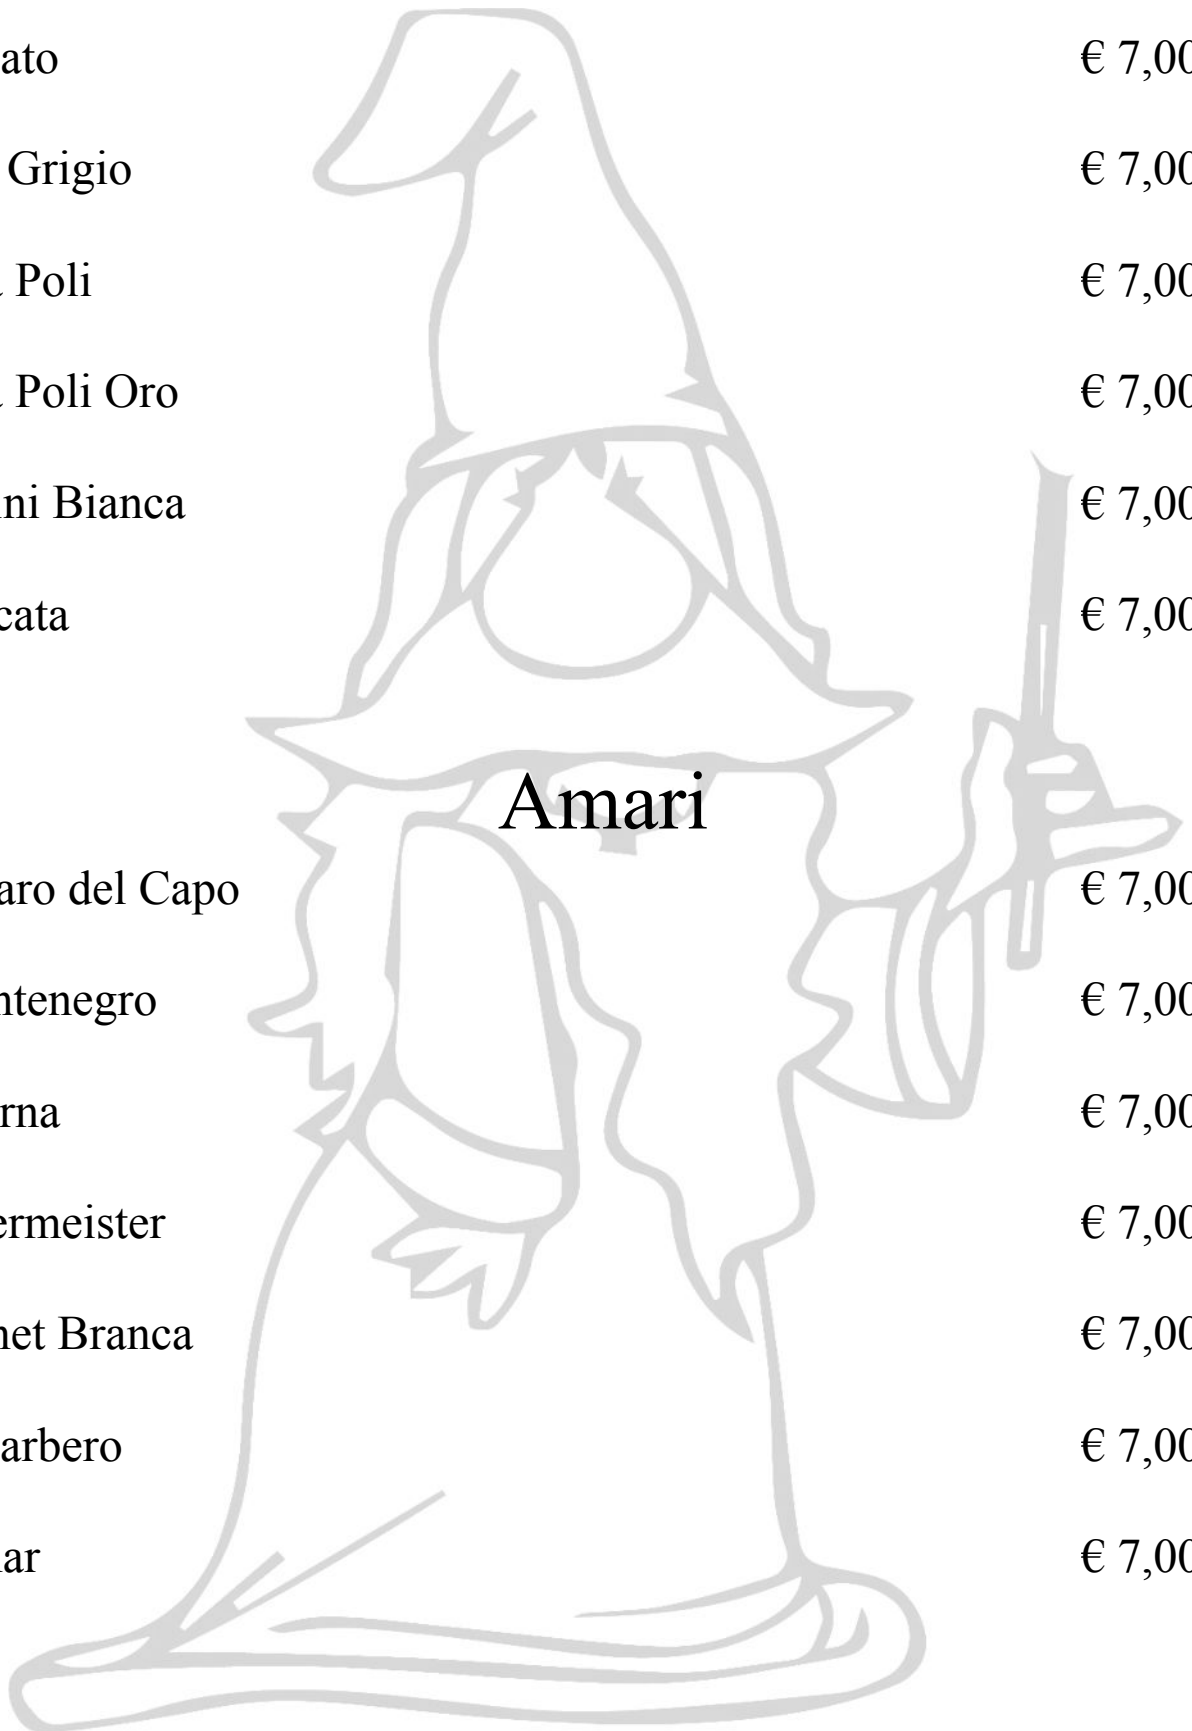 ato € 7,00
Grigio € 7,00
Poli € 7,00
Poli Oro € 7,00
ni Bianca € 7,00
cata € 7,00
Amari
aro del Capo € 7,00
ntenegro € 7,00
rna € 7,00
ermeister € 7,00
net Branca € 7,00
arbero € 7,00
ar € 7,00